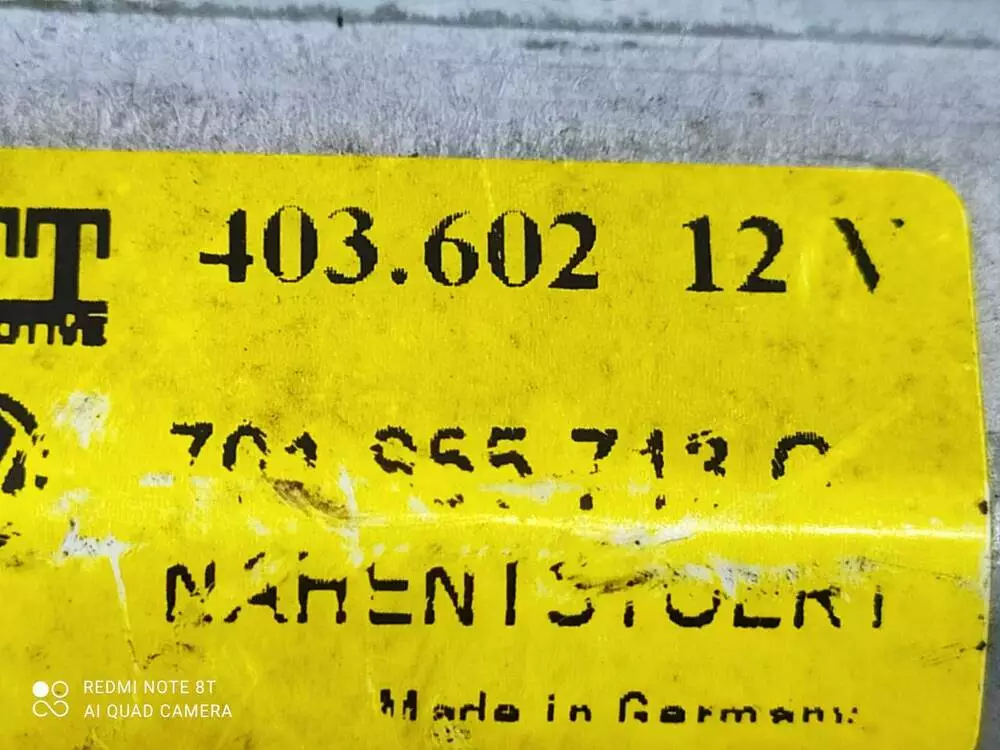 403.602 12 V
701 955 713 C
NAHENTSTOERT
Made in Germany
REDMI NOTE 8T
AI QUAD CAMERA